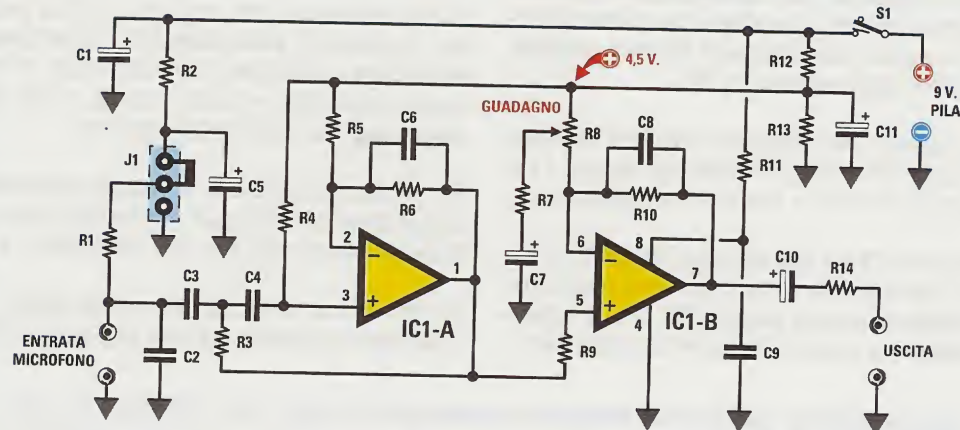 S1
C1
+
R2
R12
+ 4,5 V.
+
9 V.
PILA
GUADAGNO
R5
C6
R8
C8
R13
+
C11
J1
+
C5
R6
R7
R10
R11
R4
R1
2
−
1
+
C7
6
−
8
7
C10
+
R14
C3
C4
3
+
5
+
4
IC1-A
IC1-B
ENTRATA
MICROFONO
C2
R3
R9
C9
USCITA